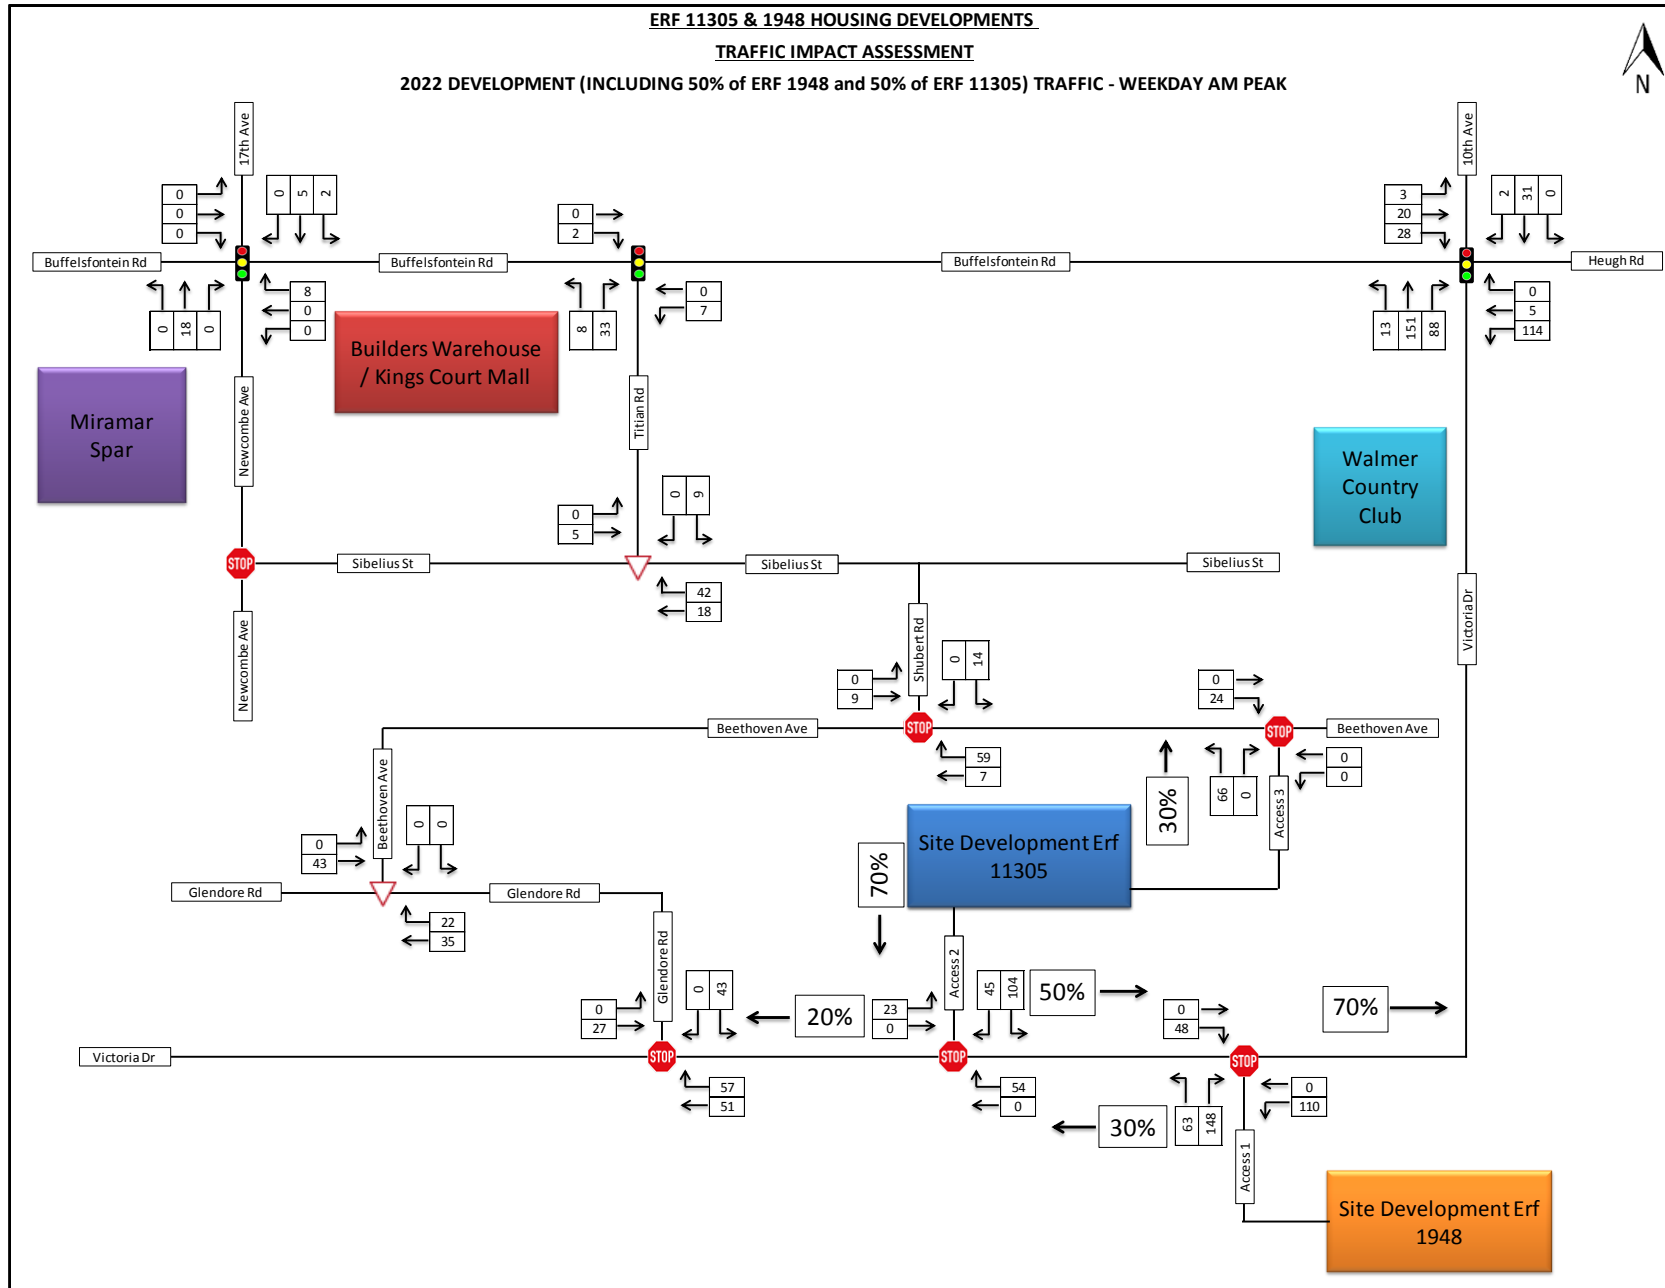 ERF 11305 & 1948 HOUSING DEVELOPMENTS
TRAFFIC IMPACT ASSESSMENT
2022 DEVELOPMENT (INCLUDING 50% of ERF 1948 and 50% of ERF 11305) TRAFFIC - WEEKDAY AM PEAK
N
17th Ave
10th Ave
0
0
0
0 5 2
0
2
3
20
28
2 31 0
Buffelsfontein Rd
Buffelsfontein Rd
Buffelsfontein Rd
Heugh Rd
0 18 0
8
0
0
8 33
0
7
13 151 88
0
5
114
Builders Warehouse
/ Kings Court Mall
Miramar
Spar
Newcombe Ave
Titian Rd
Walmer
Country
Club
0
5
0 9
STOP
Sibelius St
Sibelius St
Sibelius St
42
18
Newcombe Ave
Shubert Rd
Victoria Dr
0
9
0 14
0
24
Beethoven Ave
STOP
STOP
Beethoven Ave
59
7
66 0
0
0
Beethoven Ave
30%
Access 3
0
43
0 0
70%
Site Development Erf
11305
Glendore Rd
Glendore Rd
22
35
Glendore Rd
Access 2
0
27
0 43
20%
23
0
45 104
50%
0
48
70%
Victoria Dr
STOP
STOP
STOP
57
51
54
0
30%
63 148
0
110
Access 1
Site Development Erf
1948